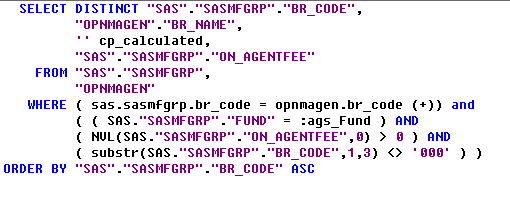 SELECT DISTINCT "SAS"."SASMFGRP"."BR_CODE",
"OPNMAGEN"."BR_NAME",
'' cp_calculated,
"SAS"."SASMFGRP"."ON_AGENTFEE"
FROM "SAS"."SASMFGRP",
"OPNMAGEN"
WHERE ( sas.sasmfgrp.br_code = opnmagen.br_code (+)) and
( ( SAS."SASMFGRP"."FUND" = :ags_Fund ) AND
( NVL(SAS."SASMFGRP"."ON_AGENTFEE",0) > 0 ) AND
( substr(SAS."SASMFGRP"."BR_CODE",1,3) <> '000' ) )
ORDER BY "SAS"."SASMFGRP"."BR_CODE" ASC